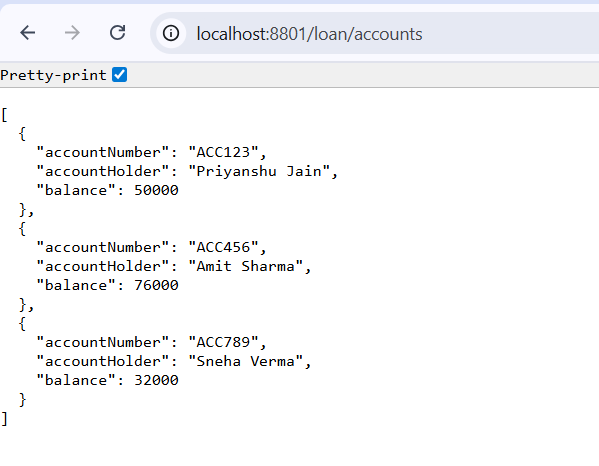 localhost:8801/loan/accounts
Pretty-print
[
  {
    "accountNumber": "ACC123",
    "accountHolder": "Priyanshu Jain",
    "balance": 50000
  },
  {
    "accountNumber": "ACC456",
    "accountHolder": "Amit Sharma",
    "balance": 76000
  },
  {
    "accountNumber": "ACC789",
    "accountHolder": "Sneha Verma",
    "balance": 32000
  }
]